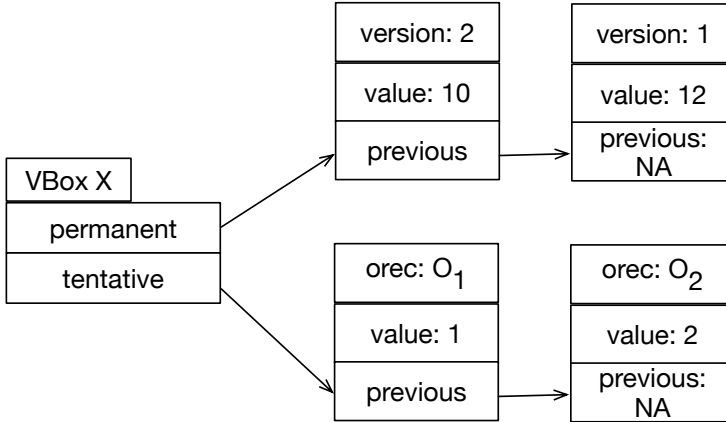 VBox X
permanent
tentative
version: 2
value: 10
previous
version: 1
value: 12
previous:
NA
orec: O₁
value: 1
previous
orec: O₂
value: 2
previous:
NA